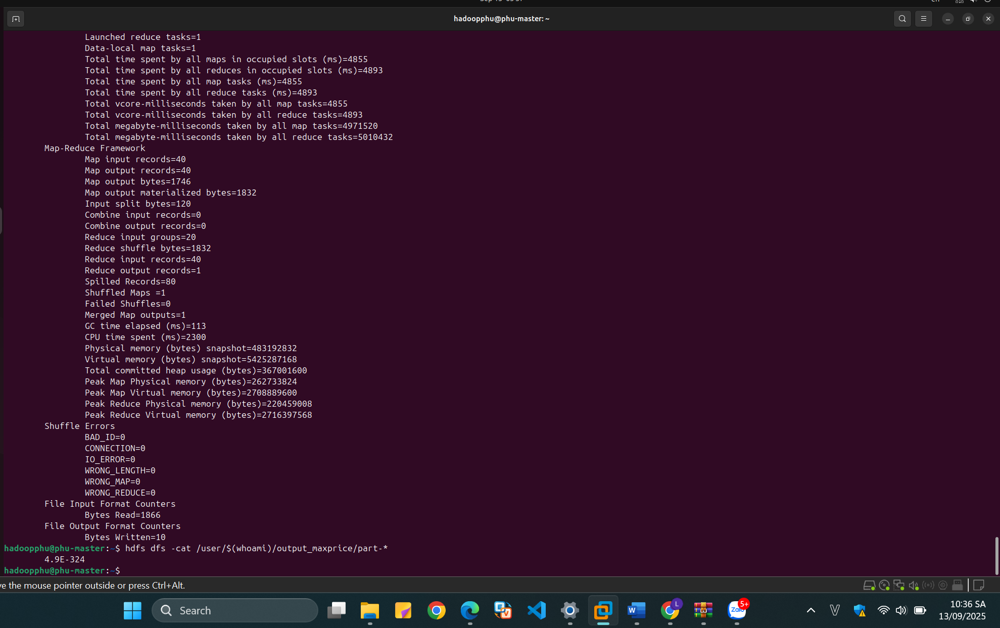 hadoopphu@phu-master: ~
Launched reduce tasks=1
Data-local map tasks=1
Total time spent by all maps in occupied slots (ms)=4855
Total time spent by all reduces in occupied slots (ms)=4893
Total time spent by all map tasks (ms)=4855
Total time spent by all reduce tasks (ms)=4893
Total vcore-milliseconds taken by all map tasks=4855
Total vcore-milliseconds taken by all reduce tasks=4893
Total megabyte-milliseconds taken by all map tasks=4971520
Total megabyte-milliseconds taken by all reduce tasks=5010432
Map-Reduce Framework
Map input records=40
Map output records=40
Map output bytes=1746
Map output materialized bytes=1832
Input split bytes=120
Combine input records=0
Combine output records=0
Reduce input groups=20
Reduce shuffle bytes=1832
Reduce input records=40
Reduce output records=1
Spilled Records=80
Shuffled Maps =1
Failed Shuffles=0
Merged Map outputs=1
GC time elapsed (ms)=113
CPU time spent (ms)=2300
Physical memory (bytes) snapshot=483192832
Virtual memory (bytes) snapshot=5425287168
Total committed heap usage (bytes)=367001600
Peak Map Physical memory (bytes)=262733824
Peak Map Virtual memory (bytes)=2708889600
Peak Reduce Physical memory (bytes)=220459008
Peak Reduce Virtual memory (bytes)=2716397568
Shuffle Errors
BAD_ID=0
CONNECTION=0
IO_ERROR=0
WRONG_LENGTH=0
WRONG_MAP=0
WRONG_REDUCE=0
File Input Format Counters
Bytes Read=1866
File Output Format Counters
Bytes Written=10
hadoopphu@phu-master:~$ hdfs dfs -cat /user/$(whoami)/output_maxprice/part-*
4.9E-324
hadoopphu@phu-master:~$
the mouse pointer outside or press Ctrl+Alt.
Search
L
5+
Zalo
10:36 SA
13/09/2025